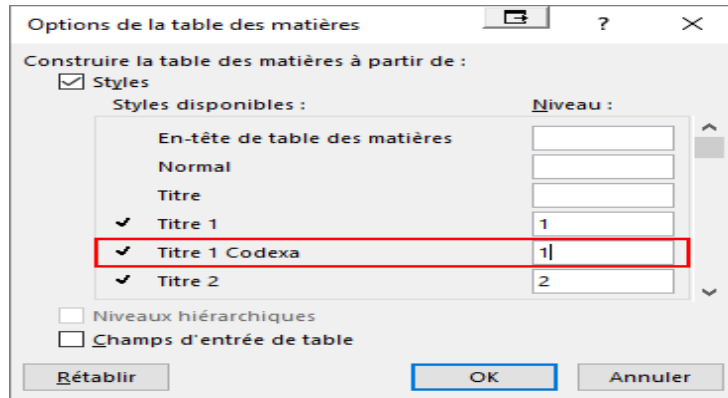 Options de la table des matières ?
Construire la table des matières à partir de :
Styles
Styles disponibles : Niveau :
En-tête de table des matières
Normal
Titre
Titre 1 1
Titre 1 Codexa 1
Titre 2 2
Niveaux hiérarchiques
Champs d'entrée de table
Rétablir OK Annuler